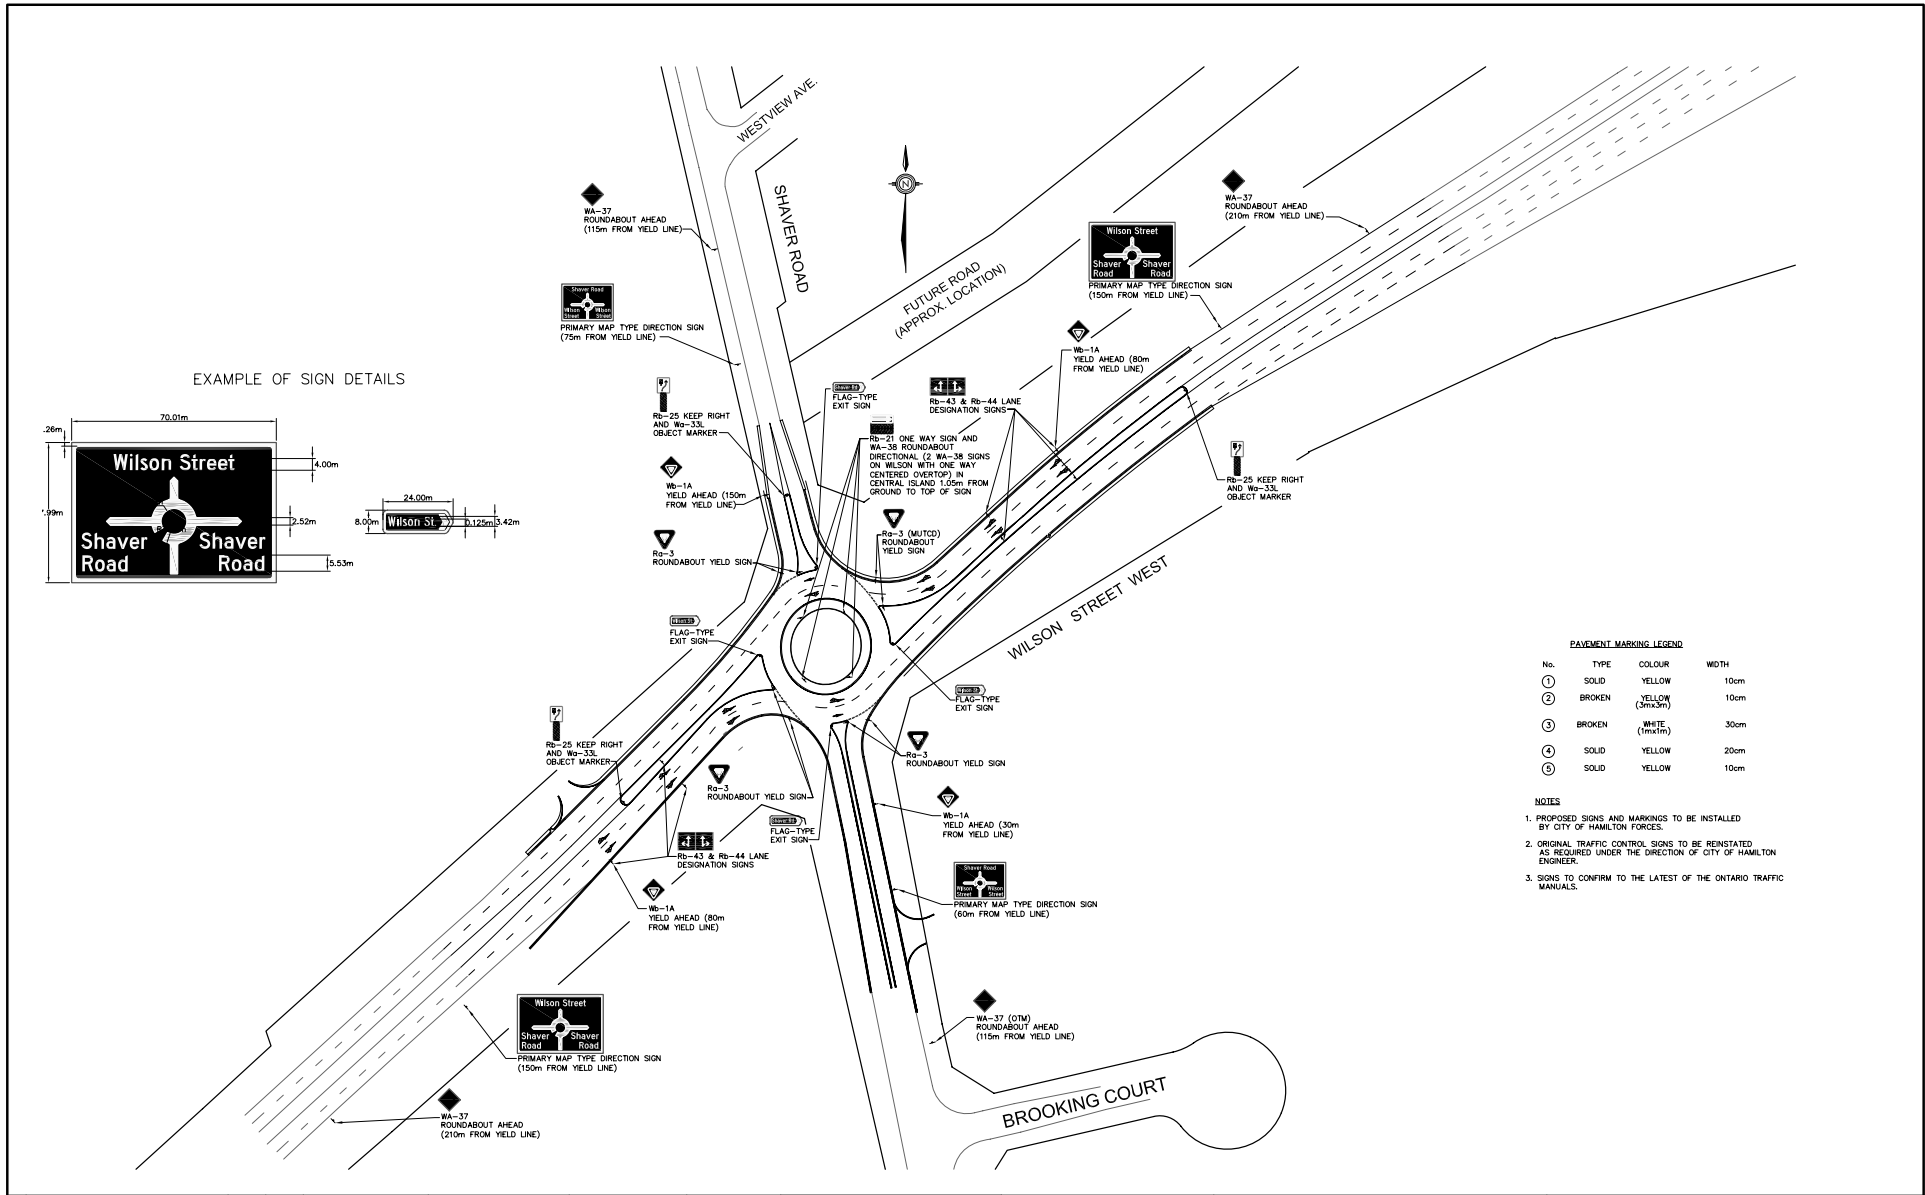 WESTVIEW AVE.
SHAVER ROAD
N
WA-37
ROUNDABOUT AHEAD
(115m FROM YIELD LINE)
WA-37
ROUNDABOUT AHEAD
(210m FROM YIELD LINE)
Wilson Street
Shaver Shaver
Road Road
PRIMARY MAP TYPE DIRECTION SIGN
(150m FROM YIELD LINE)
FUTURE ROAD
(APPROX. LOCATION)
Shaver Road
Wilson Wilson
Street Street
PRIMARY MAP TYPE DIRECTION SIGN
(75m FROM YIELD LINE)
Wb-1A
YIELD AHEAD (80m
FROM YIELD LINE)
EXAMPLE OF SIGN DETAILS
70.01m
.26m
Wilson Street
4.00m
.99m
2.52m
Shaver Shaver
Road Road
5.53m
24.00m
8.00m
Wilson St.
0.125m
3.42m
Shaver Rd.
FLAG-TYPE
EXIT SIGN
Rb-43 & Rb-44 LANE
DESIGNATION SIGNS
Rb-25 KEEP RIGHT
AND Wa-33L
OBJECT MARKER
Rb-21 ONE WAY SIGN AND
WA-38 ROUNDABOUT
DIRECTIONAL (2 WA-38 SIGNS
ON WILSON WITH ONE WAY
CENTERED OVERTOP) IN
CENTRAL ISLAND 1.05m FROM
GROUND TO TOP OF SIGN
Wb-1A
YIELD AHEAD (150m
FROM YIELD LINE)
Rb-25 KEEP RIGHT
AND Wa-33L
OBJECT MARKER
Ra-3 (MUTCD)
ROUNDABOUT
YIELD SIGN
Ra-3
ROUNDABOUT YIELD SIGN
WILSON STREET WEST
Wilson St.
FLAG-TYPE
EXIT SIGN
Wilson St.
FLAG-TYPE
EXIT SIGN
Rb-25 KEEP RIGHT
AND Wa-33L
OBJECT MARKER
Ra-3
ROUNDABOUT YIELD SIGN
Ra-3
ROUNDABOUT YIELD SIGN
Wb-1A
YIELD AHEAD (30m
FROM YIELD LINE)
Shaver Rd.
FLAG-TYPE
EXIT SIGN
Rb-43 & Rb-44 LANE
DESIGNATION SIGNS
Shaver Road
Wilson Wilson
Street Street
PRIMARY MAP TYPE DIRECTION SIGN
(60m FROM YIELD LINE)
Wb-1A
YIELD AHEAD (80m
FROM YIELD LINE)
Wilson Street
Shaver Shaver
Road Road
PRIMARY MAP TYPE DIRECTION SIGN
(150m FROM YIELD LINE)
WA-37 (OTM)
ROUNDABOUT AHEAD
(115m FROM YIELD LINE)
WA-37
ROUNDABOUT AHEAD
(210m FROM YIELD LINE)
BROOKING COURT
PAVEMENT MARKING LEGEND
No. TYPE COLOUR WIDTH
1 SOLID YELLOW 10cm
2 BROKEN YELLOW 10cm
(3mx3m)
3 BROKEN WHITE 30cm
(1mx1m)
4 SOLID YELLOW 20cm
5 SOLID YELLOW 10cm
NOTES
1. PROPOSED SIGNS AND MARKINGS TO BE INSTALLED
BY CITY OF HAMILTON FORCES.
2. ORIGINAL TRAFFIC CONTROL SIGNS TO BE REINSTATED
AS REQUIRED UNDER THE DIRECTION OF CITY OF HAMILTON
ENGINEER.
3. SIGNS TO CONFIRM TO THE LATEST OF THE ONTARIO TRAFFIC
MANUALS.